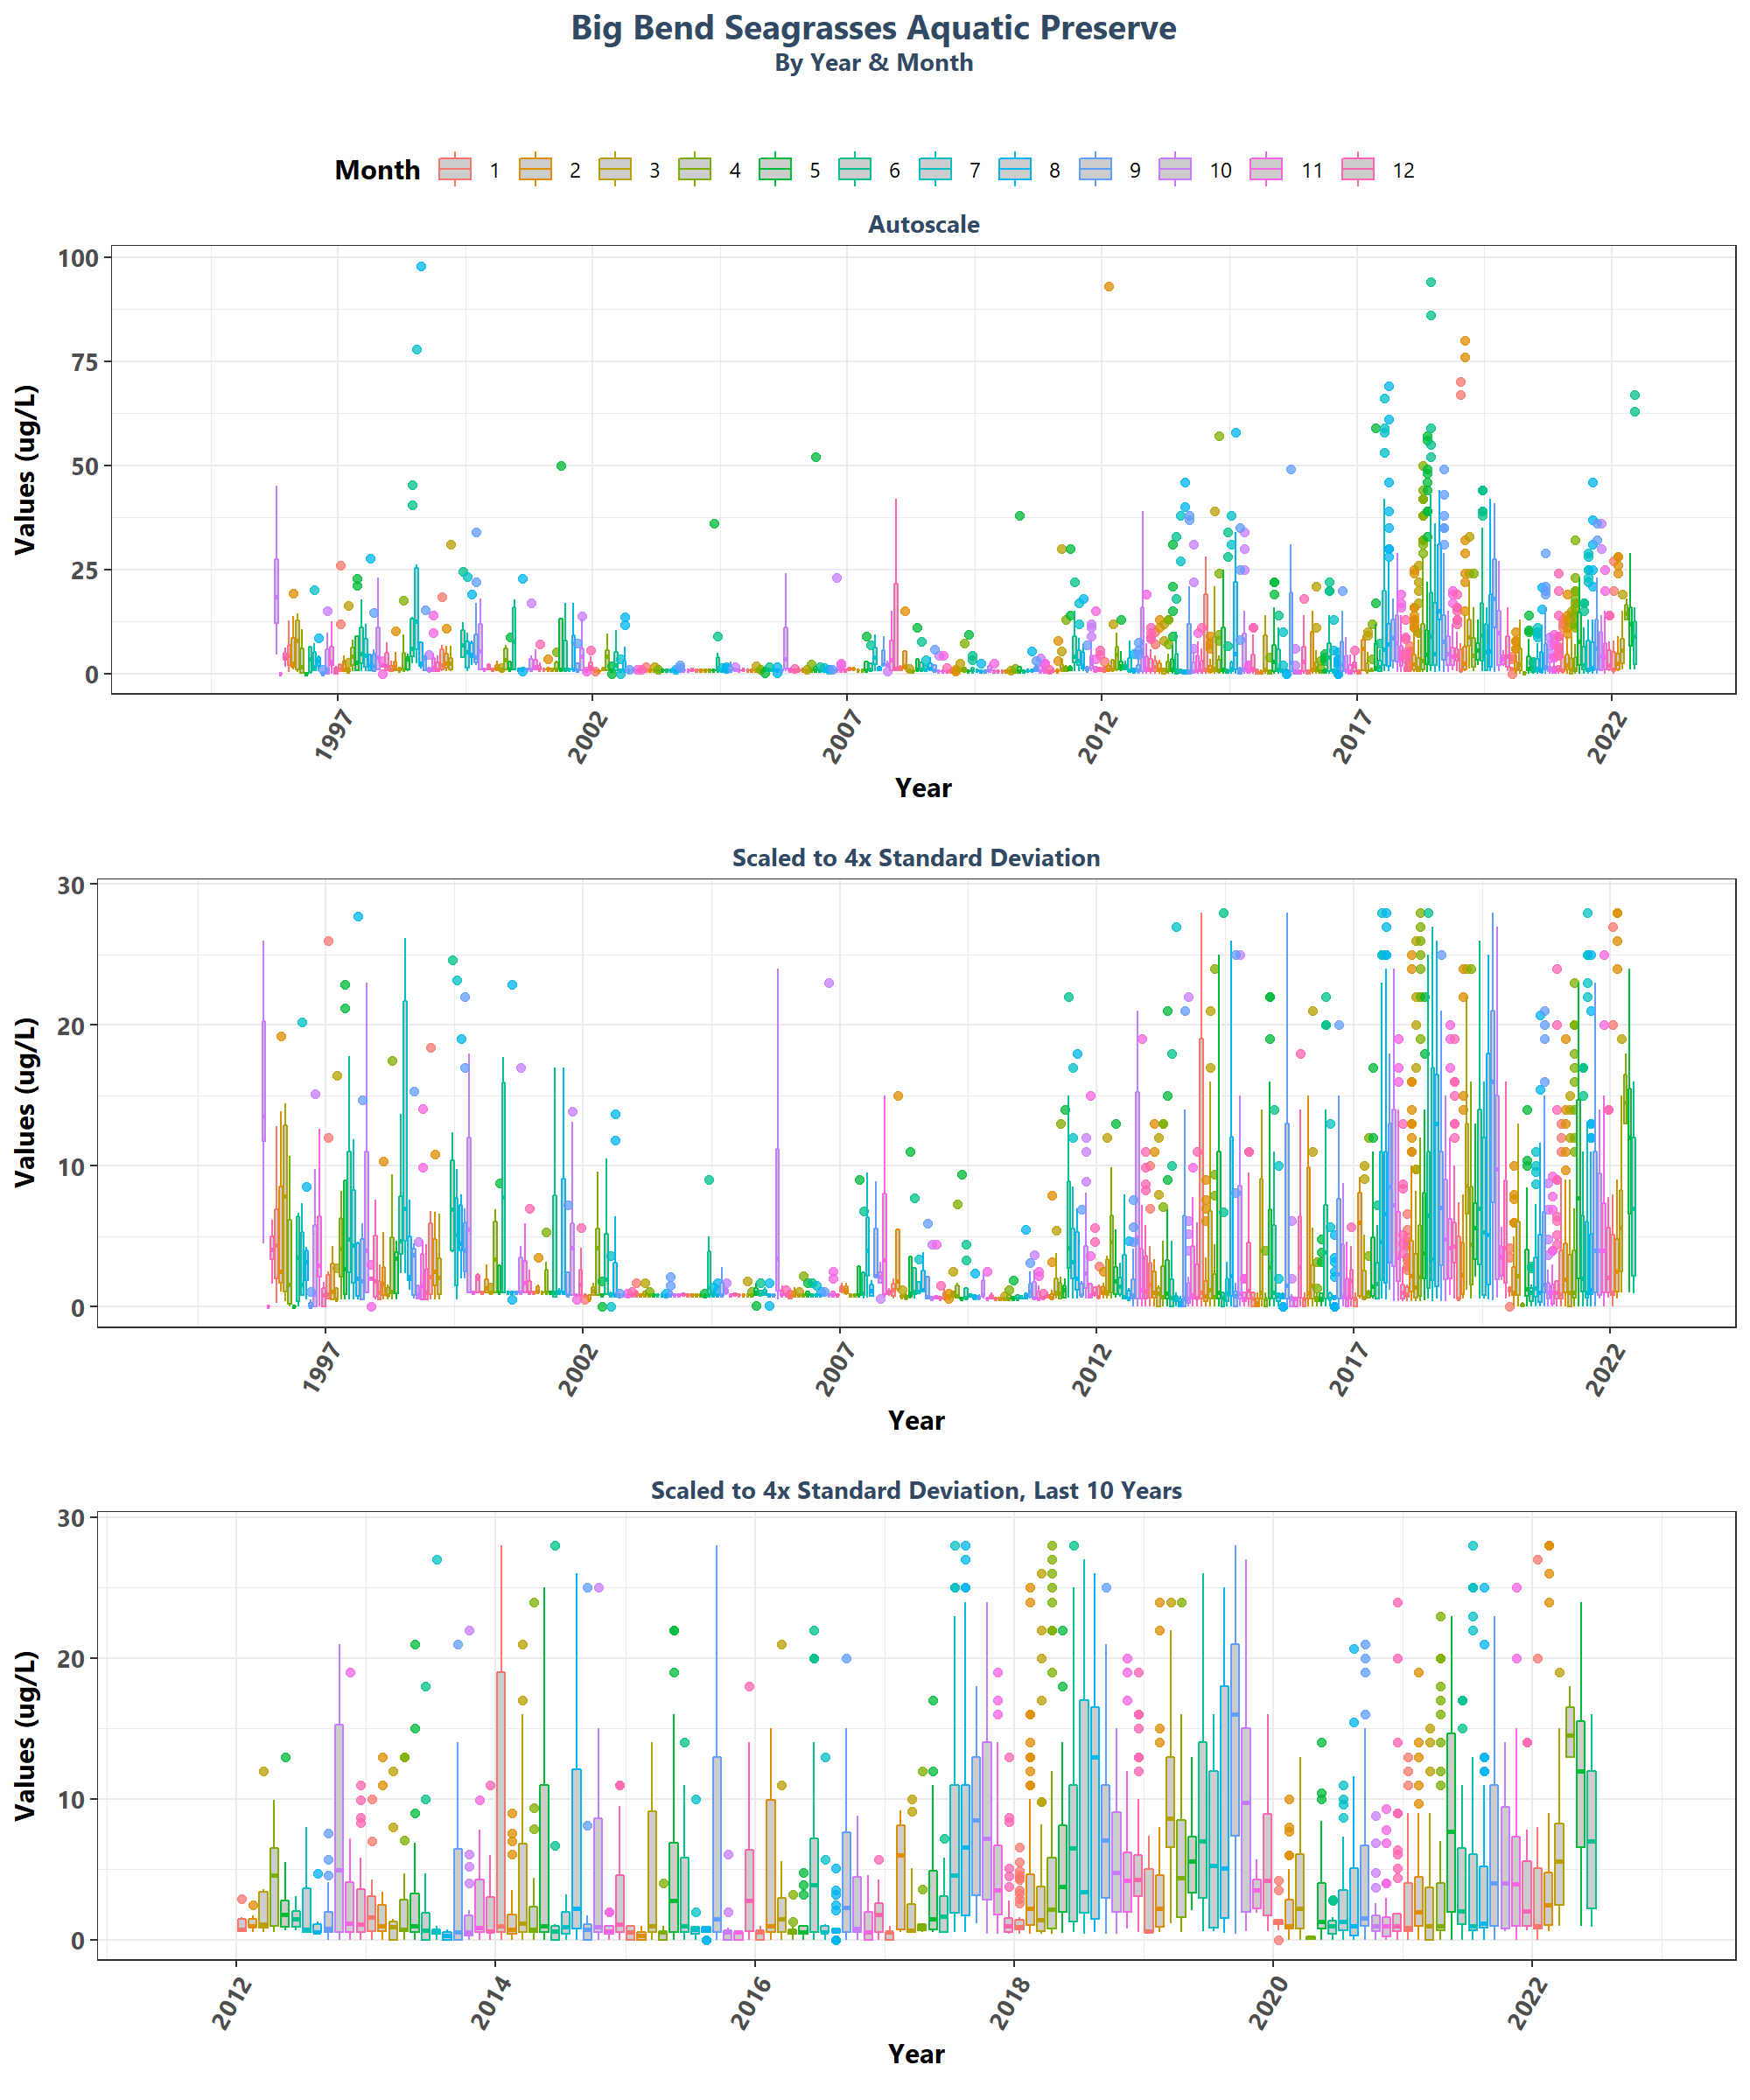 Big Bend Seagrasses Aquatic Preserve
By Year & Month
Month 1 2 3 4 5 6 7 8 9 10 11 12
Autoscale
Values (ug/L)
100
75
50
25
0
1997 2002 2007 2012 2017 2022
Year
Scaled to 4x Standard Deviation
Values (ug/L)
30
20
10
0
1997 2002 2007 2012 2017 2022
Year
Scaled to 4x Standard Deviation, Last 10 Years
Values (ug/L)
30
20
10
0
2012 2014 2016 2018 2020 2022
Year